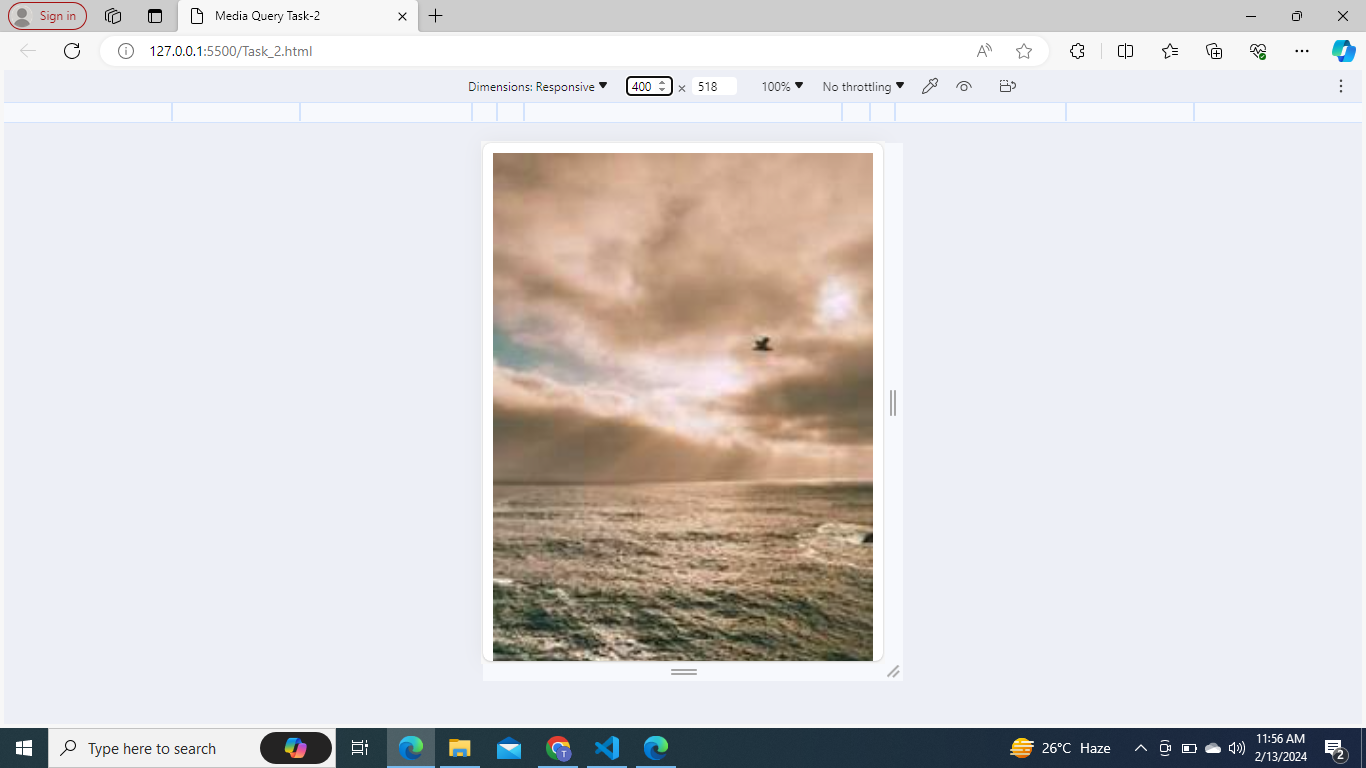 Sign in
Media Query Task-2
127.0.0.1:5500/Task_2.html
Dimensions: Responsive 400 × 518 100% No throttling
Type here to search
26°C Haze
11:56 AM
2/13/2024
2